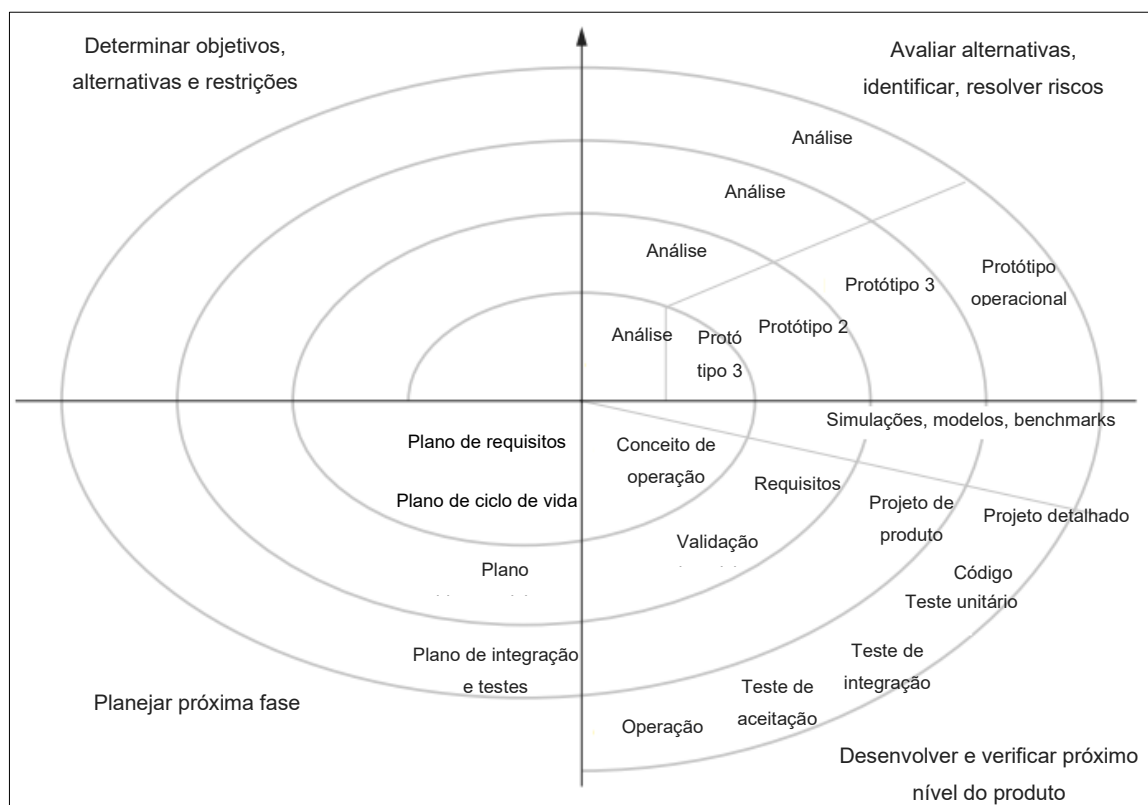 Determinar objetivos,
alternativas e restrições
Avaliar alternativas,
identificar, resolver riscos
Análise
Análise
Análise
Análise
Protó
tipo 3
Protótipo 2
Protótipo 3
Protótipo
operacional
Simulações, modelos, benchmarks
Plano de requisitos
Plano de ciclo de vida
Plano
Plano de integração
e testes
Planejar próxima fase
Conceito de
operação
Requisitos
Validação
Projeto de
produto
Projeto detalhado
Código
Teste unitário
Teste de
integração
Teste de
aceitação
Operação
Desenvolver e verificar próximo
nível do produto